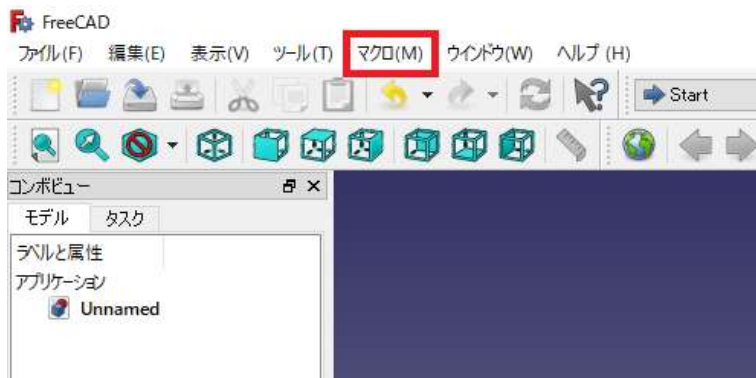 FreeCAD
ファイル(F) 編集(E) 表示(V) ツール(T) マクロ(M) ウインドウ(W) ヘルプ (H)
Start
コンボビュー
モデル タスク
ラベルと属性
アプリケーション
Unnamed